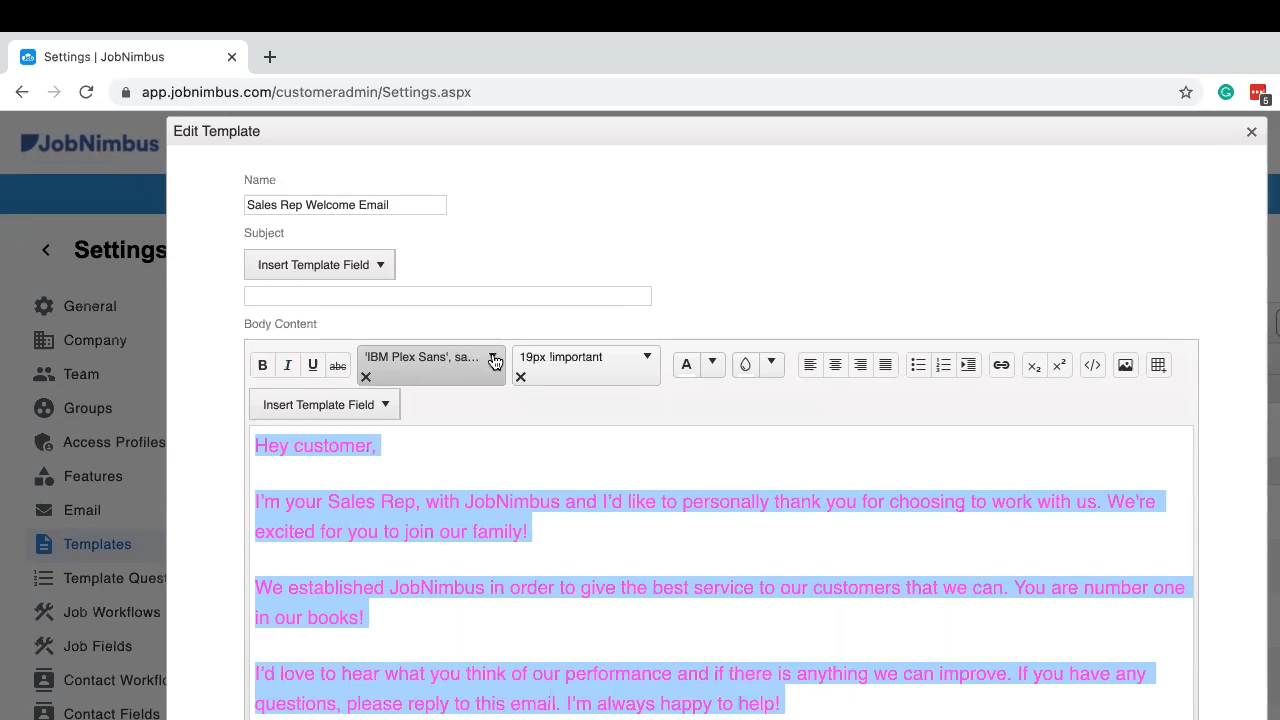 Settings | JobNimbus
app.jobnimbus.com/customeradmin/Settings.aspx
5
JobNimbus
Edit Template
Name
Sales Rep Welcome Email
Subject
Insert Template Field
Body Content
B I U abc
'IBM Plex Sans', sa...
19px !important
A
x₂ x²
Insert Template Field
Hey customer,
I'm your Sales Rep, with JobNimbus and I'd like to personally thank you for choosing to work with us. We're
excited for you to join our family!
We established JobNimbus in order to give the best service to our customers that we can. You are number one
in our books!
I'd love to hear what you think of our performance and if there is anything we can improve. If you have any
questions, please reply to this email. I'm always happy to help!
Settings
General
Company
Team
Groups
Access Profiles
Features
Email
Templates
Template Quest
Job Workflows
Job Fields
Contact Workfl
Contact Fields